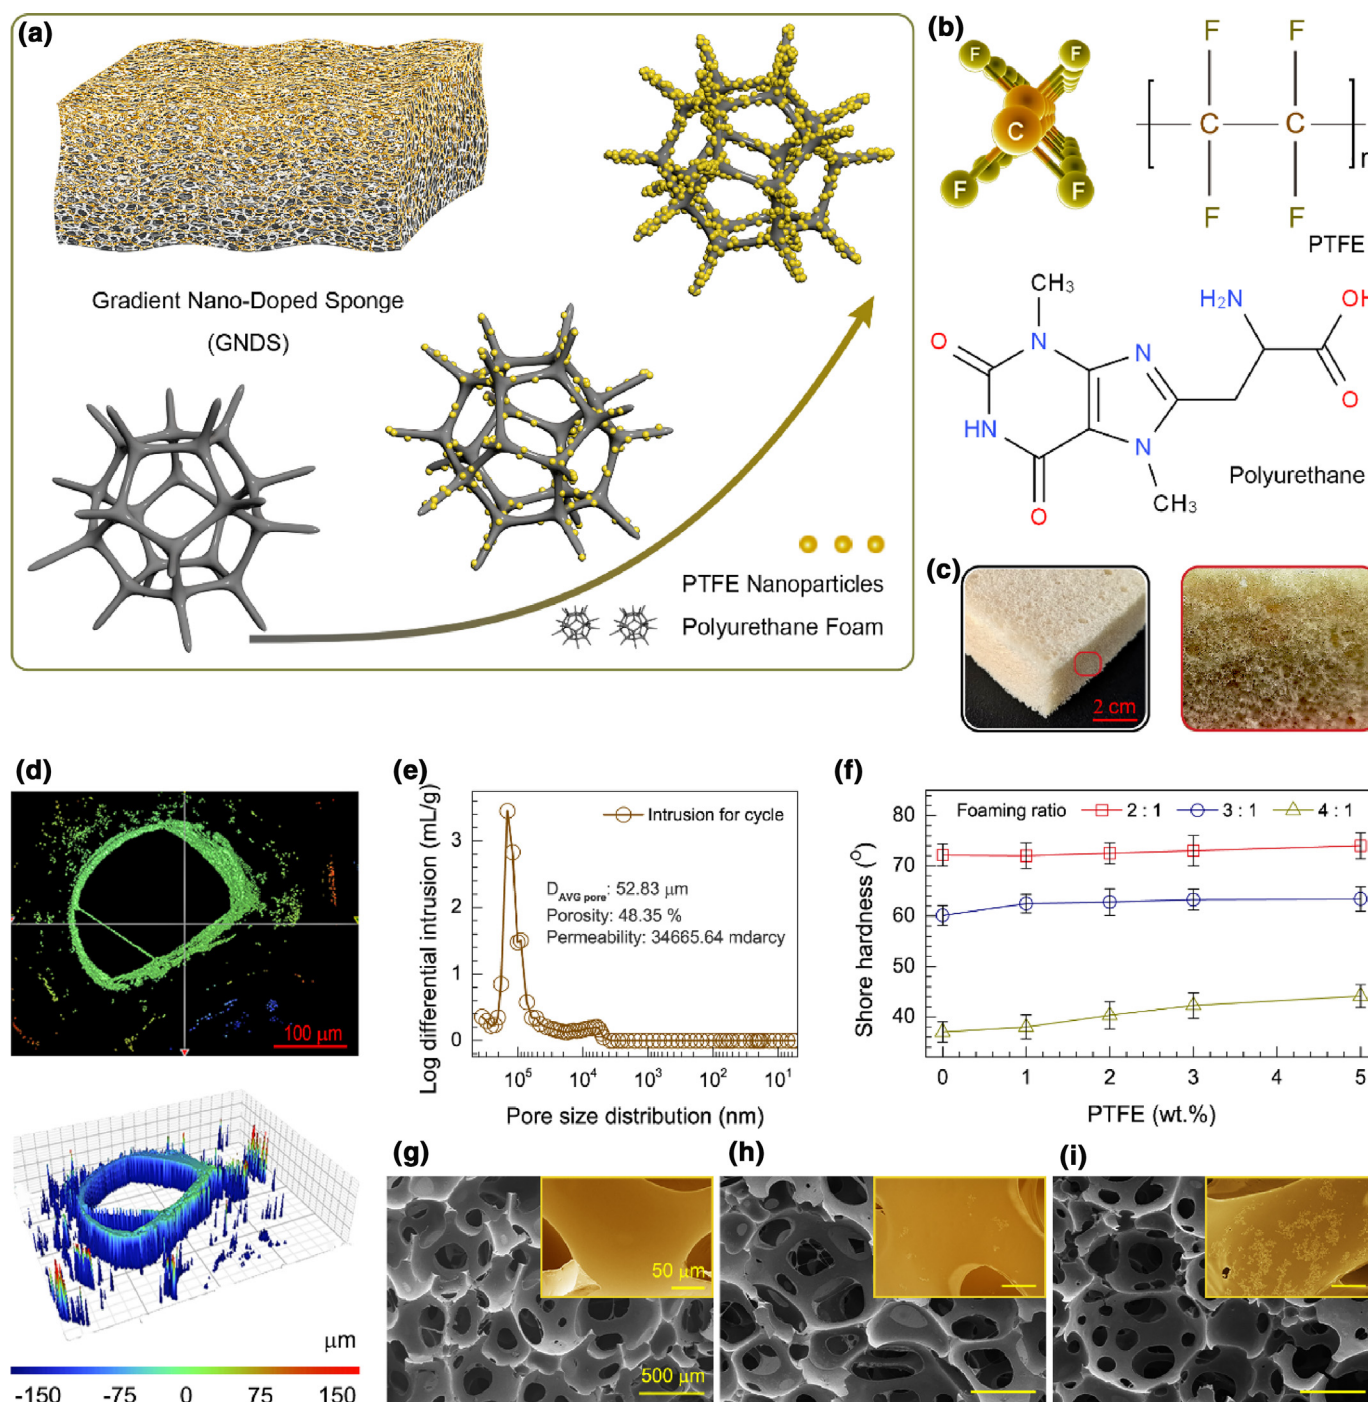 (a)
Gradient Nano-Doped Sponge
(GNDS)
PTFE Nanoparticles
Polyurethane Foam
(b)
F
F
C
F
F
F
F
C
C
n
F
F
PTFE
CH₃
H₂N
OH
O
N
N
O
HN
N
CH₃
O
Polyurethane
(c)
2 cm
(d)
100 μm
μm
-150 -75 0 75 150
(e)
Log differential intrusion (mL/g)
3
2
1
0
Intrusion for cycle
D_AVG pore: 52.83 μm
Porosity: 48.35 %
Permeability: 34665.64 mdarcy
10⁵ 10⁴ 10³ 10² 10¹
Pore size distribution (nm)
(f)
Shore hardness (°)
80
70
60
50
40
Foaming ratio 2 : 1 3 : 1 4 : 1
0 1 2 3 4 5
PTFE (wt.%)
(g)
50 μm
500 μm
(h)
(i)